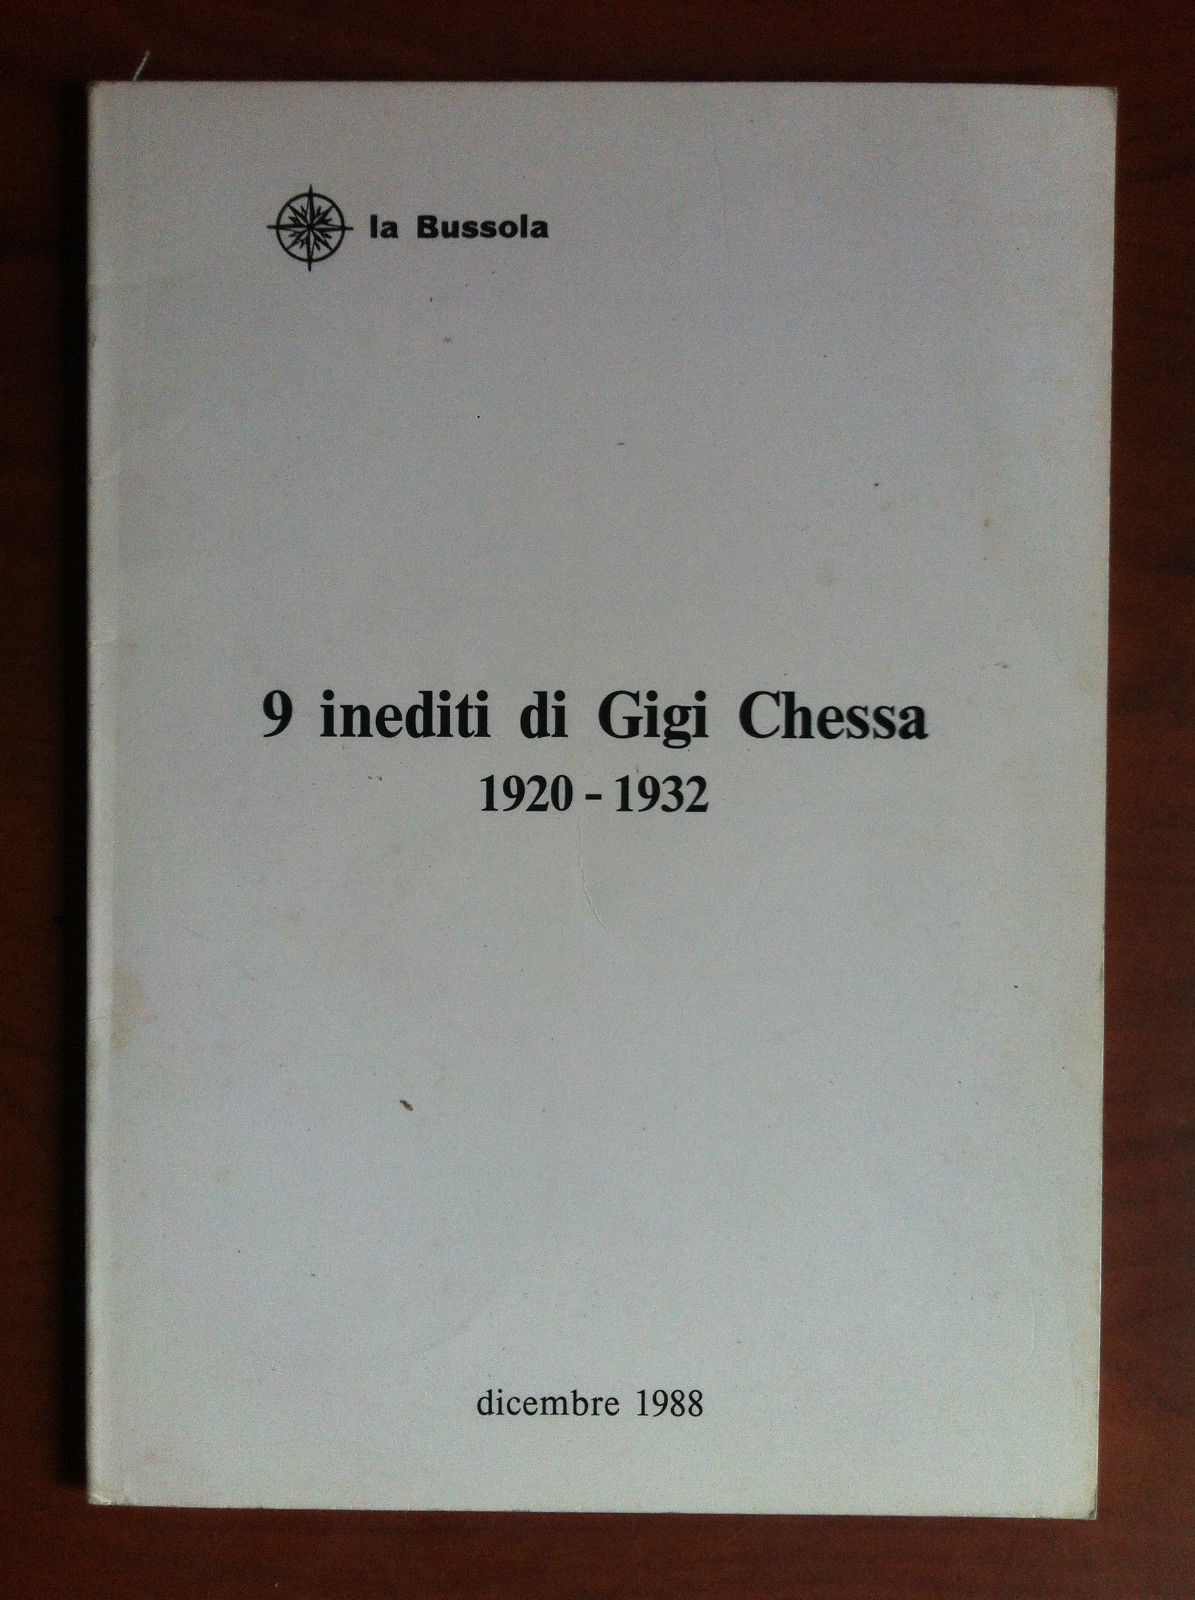 la Bussola
9 inediti di Gigi Chessa
1920 - 1932
dicembre 1988